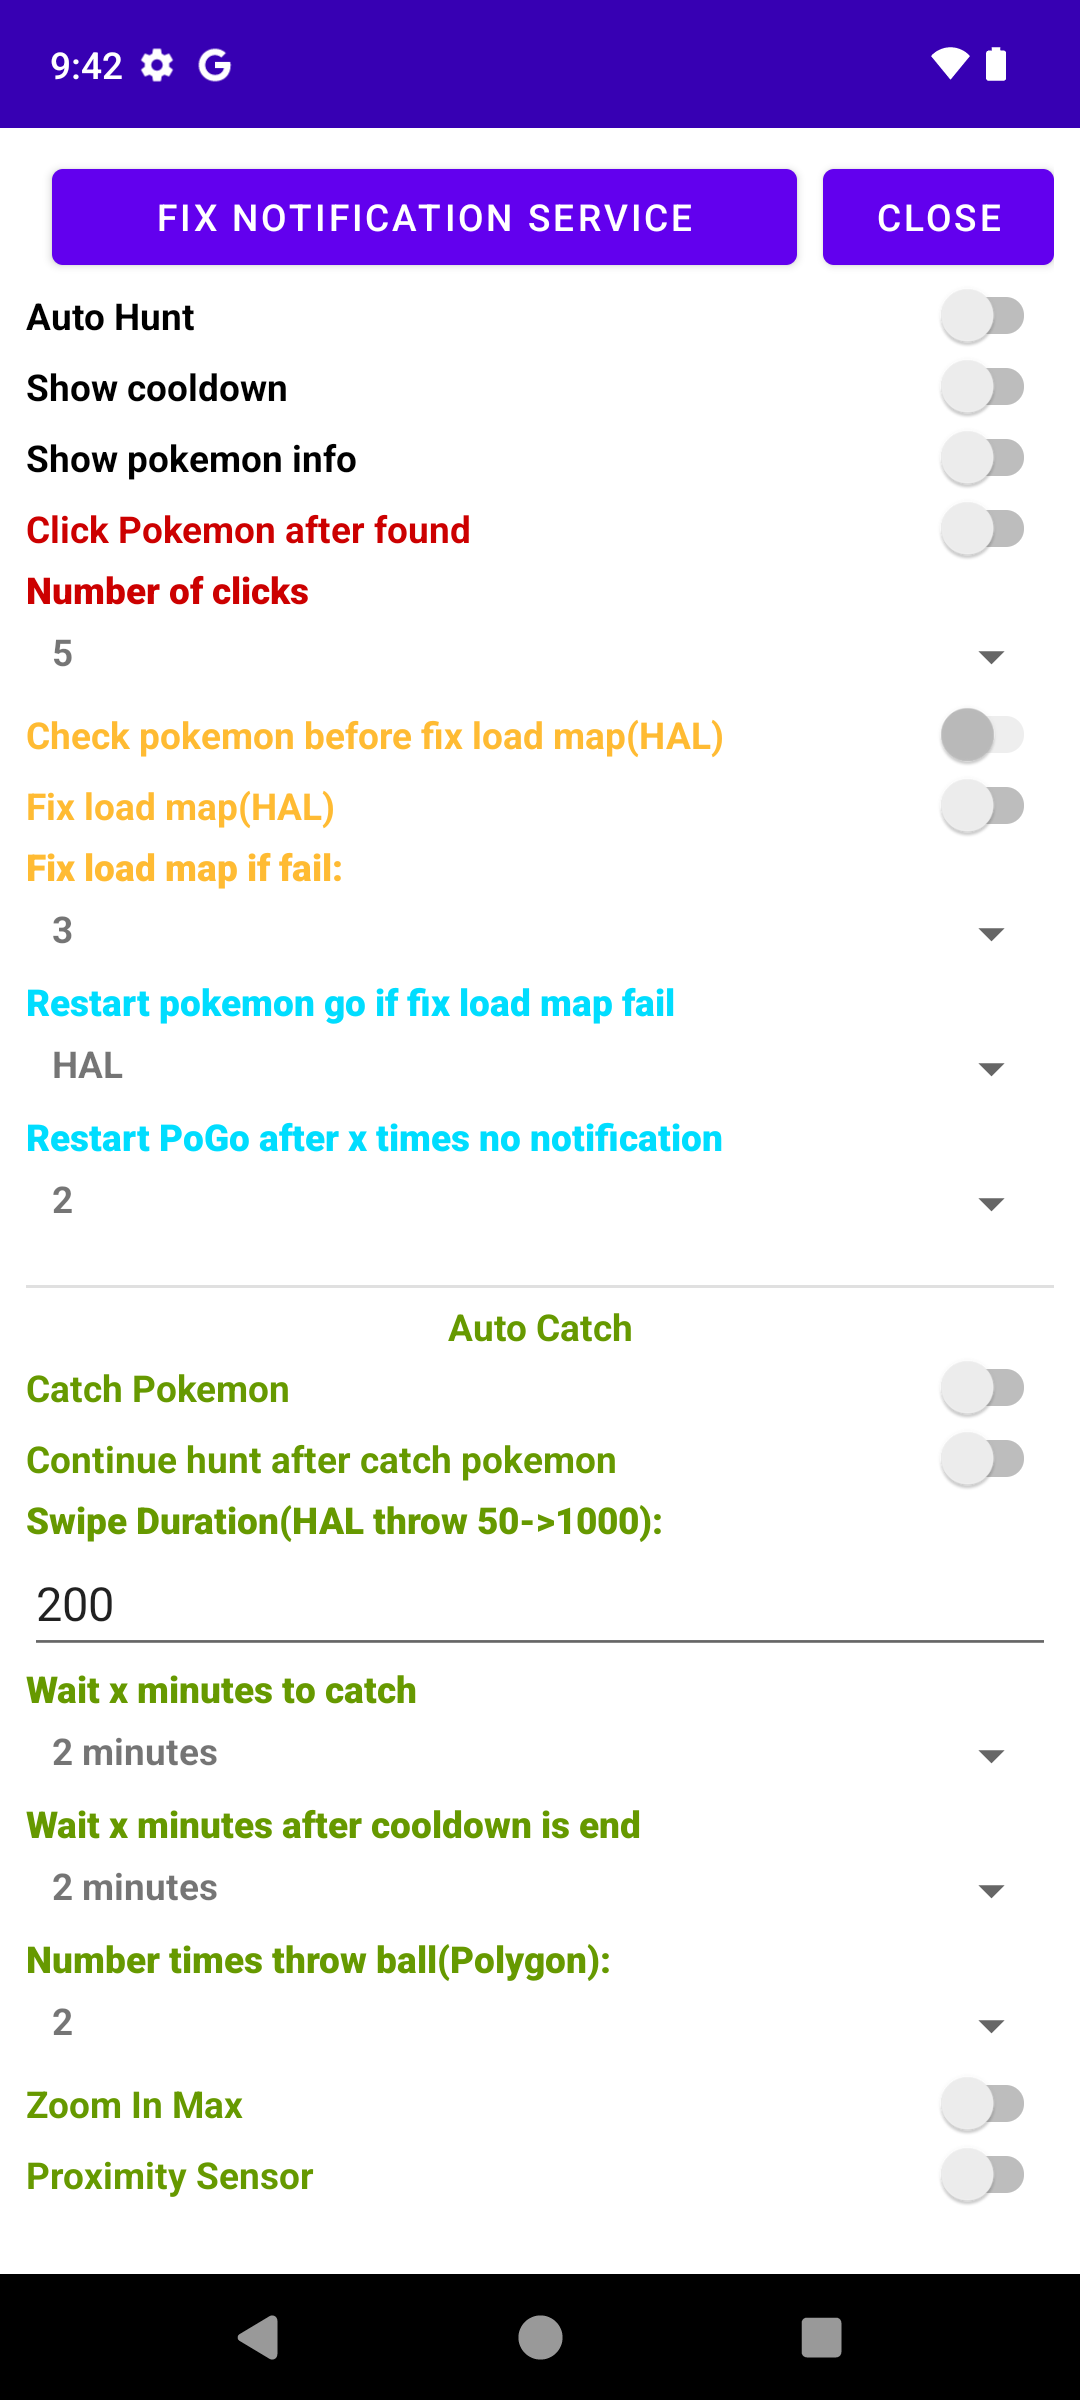 9:42
FIX NOTIFICATION SERVICE
CLOSE
Auto Hunt
Show cooldown
Show pokemon info
Click Pokemon after found
Number of clicks
5
Check pokemon before fix load map(HAL)
Fix load map(HAL)
Fix load map if fail:
3
Restart pokemon go if fix load map fail
HAL
Restart PoGo after x times no notification
2
Auto Catch
Catch Pokemon
Continue hunt after catch pokemon
Swipe Duration(HAL throw 50->1000):
200
Wait x minutes to catch
2 minutes
Wait x minutes after cooldown is end
2 minutes
Number times throw ball(Polygon):
2
Zoom In Max
Proximity Sensor